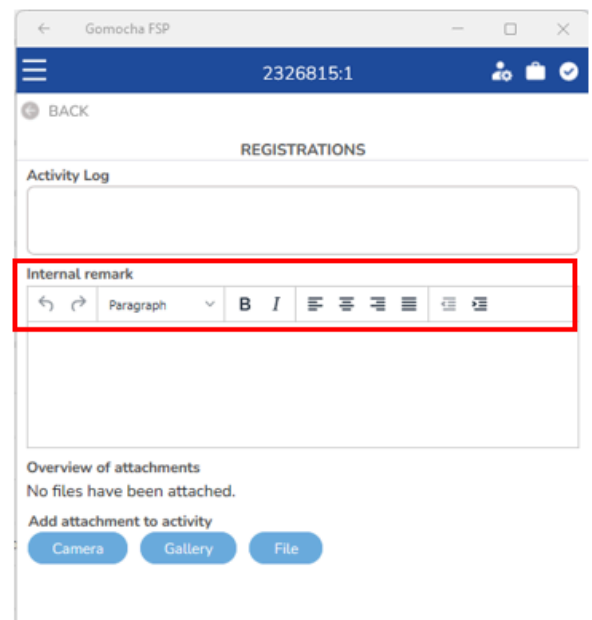 Gomocha FSP
2326815:1
BACK
REGISTRATIONS
Activity Log
Internal remark
Paragraph B I
Overview of attachments
No files have been attached.
Add attachment to activity
Camera Gallery File